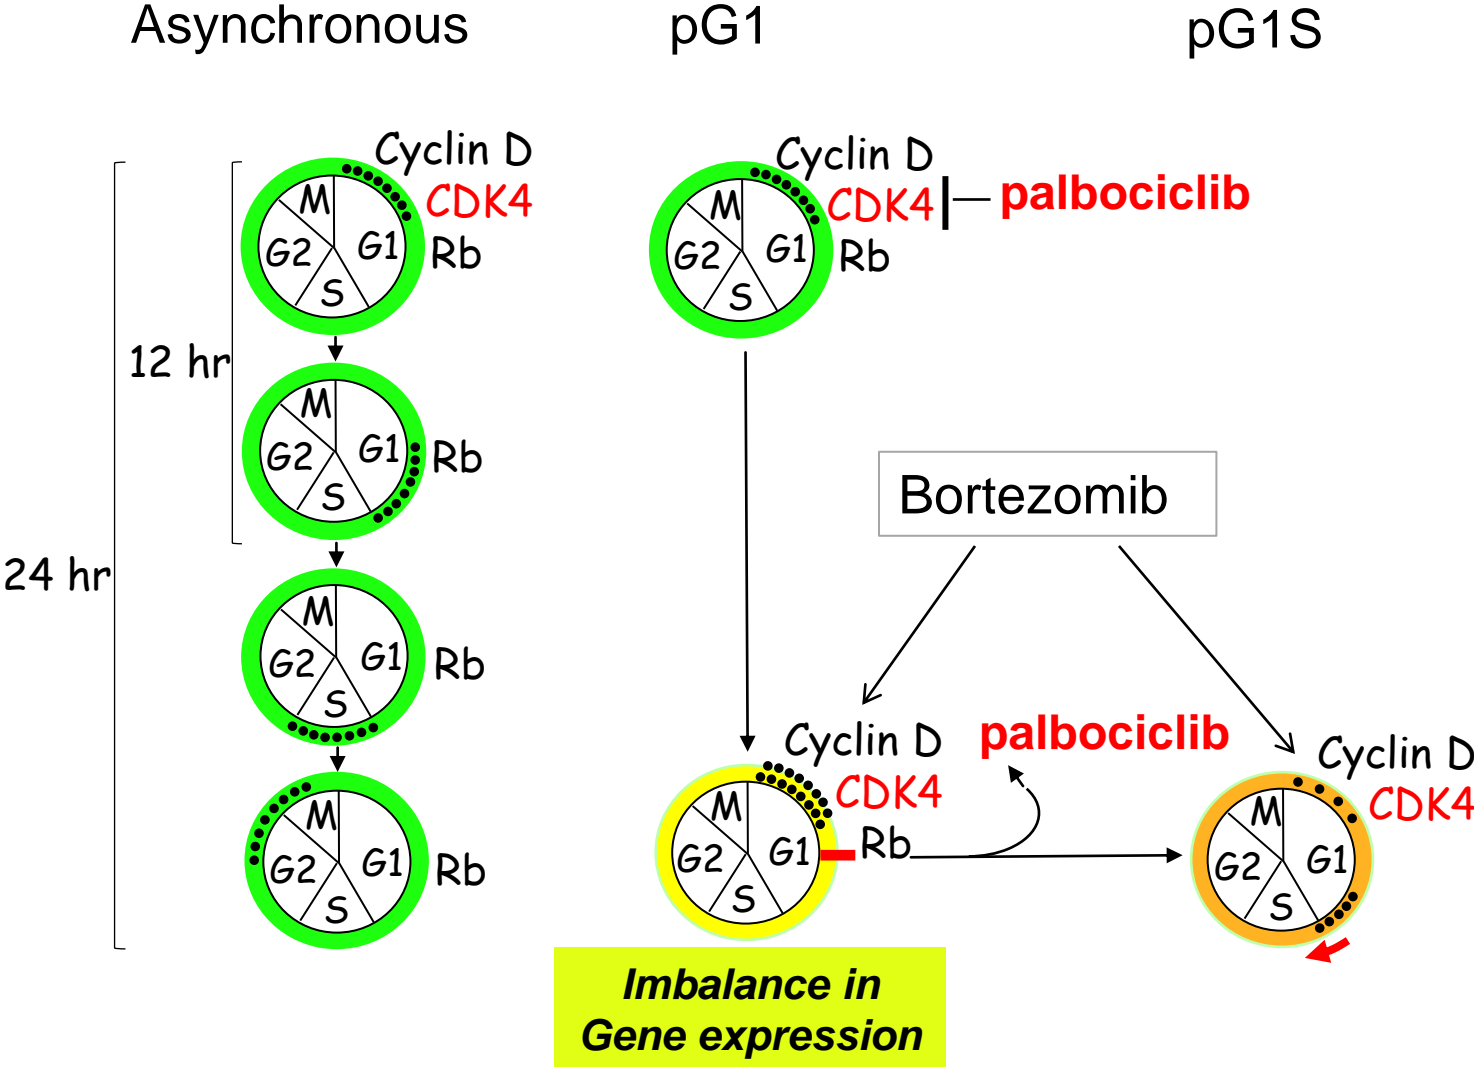 Asynchronous
pG1
pG1S
Cyclin D
CDK4
Rb
M
G2
G1
S
12 hr
24 hr
M
G2
G1
S
Rb
M
G2
G1
S
Rb
M
G2
G1
S
Rb
Cyclin D
CDK4
Rb
palbociclib
M
G2
G1
S
Bortezomib
Cyclin D
CDK4
Rb
palbociclib
M
G2
G1
S
Imbalance in
Gene expression
Cyclin D
CDK4
M
G2
G1
S